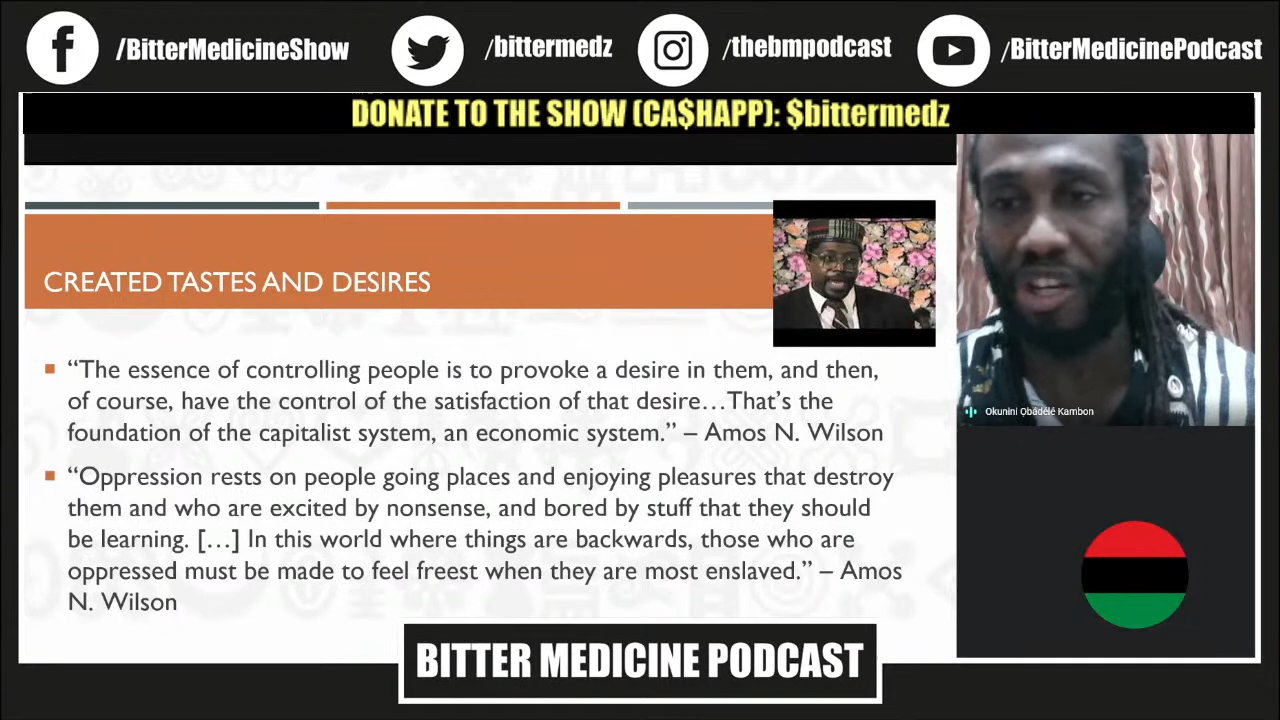 /BitterMedicineShow
/bittermedz
/thebmpodcast
/BitterMedicinePodcast
DONATE TO THE SHOW (CA$HAPP): $bittermedz
CREATED TASTES AND DESIRES
“The essence of controlling people is to provoke a desire in them, and then,
of course, have the control of the satisfaction of that desire…That’s the
foundation of the capitalist system, an economic system.” – Amos N. Wilson
“Oppression rests on people going places and enjoying pleasures that destroy
them and who are excited by nonsense, and bored by stuff that they should
be learning. […] In this world where things are backwards, those who are
oppressed must be made to feel freest when they are most enslaved.” – Amos
N. Wilson
Okunini Ọbádélé Kambon
BITTER MEDICINE PODCAST